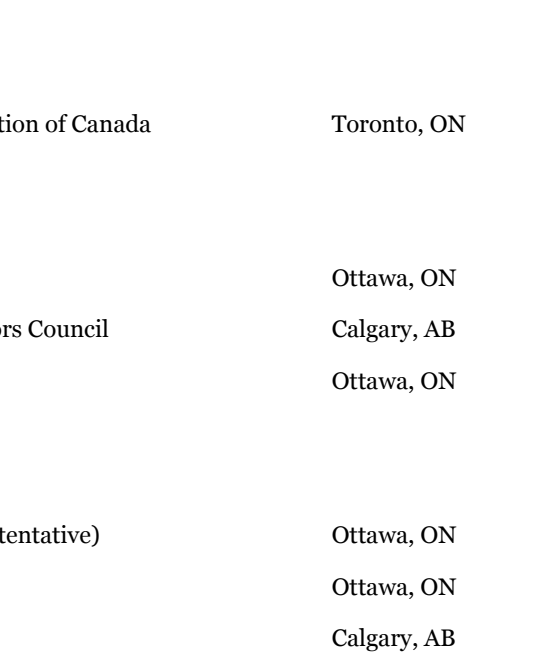 tion of Canada Toronto, ON
Ottawa, ON
ors Council Calgary, AB
Ottawa, ON
tentative) Ottawa, ON
Ottawa, ON
Calgary, AB